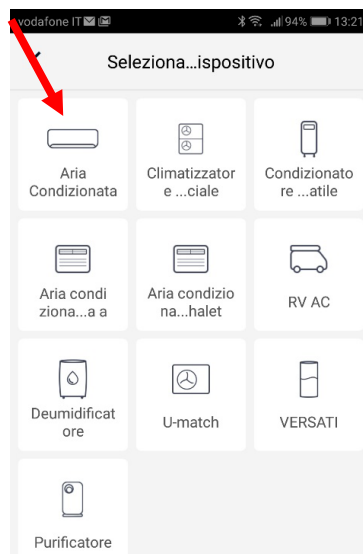 vodafone IT 94% 13:21
Seleziona...ispositivo
Aria
Condizionata
Climatizzator
e ...ciale
Condizionato
re ...atile
Aria condi
ziona...a a
Aria condizio
na...halet
RV AC
Deumidificat
ore
U-match
VERSATI
Purificatore